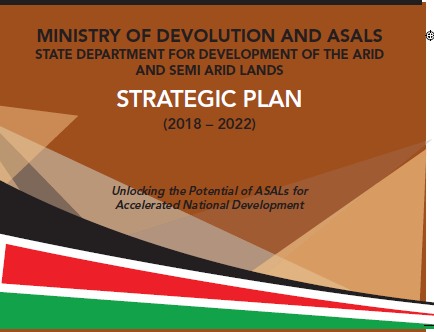 MINISTRY OF DEVOLUTION AND ASALS
STATE DEPARTMENT FOR DEVELOPMENT OF THE ARID
AND SEMI ARID LANDS
STRATEGIC PLAN
(2018 – 2022)
Unlocking the Potential of ASALs for
Accelerated National Development